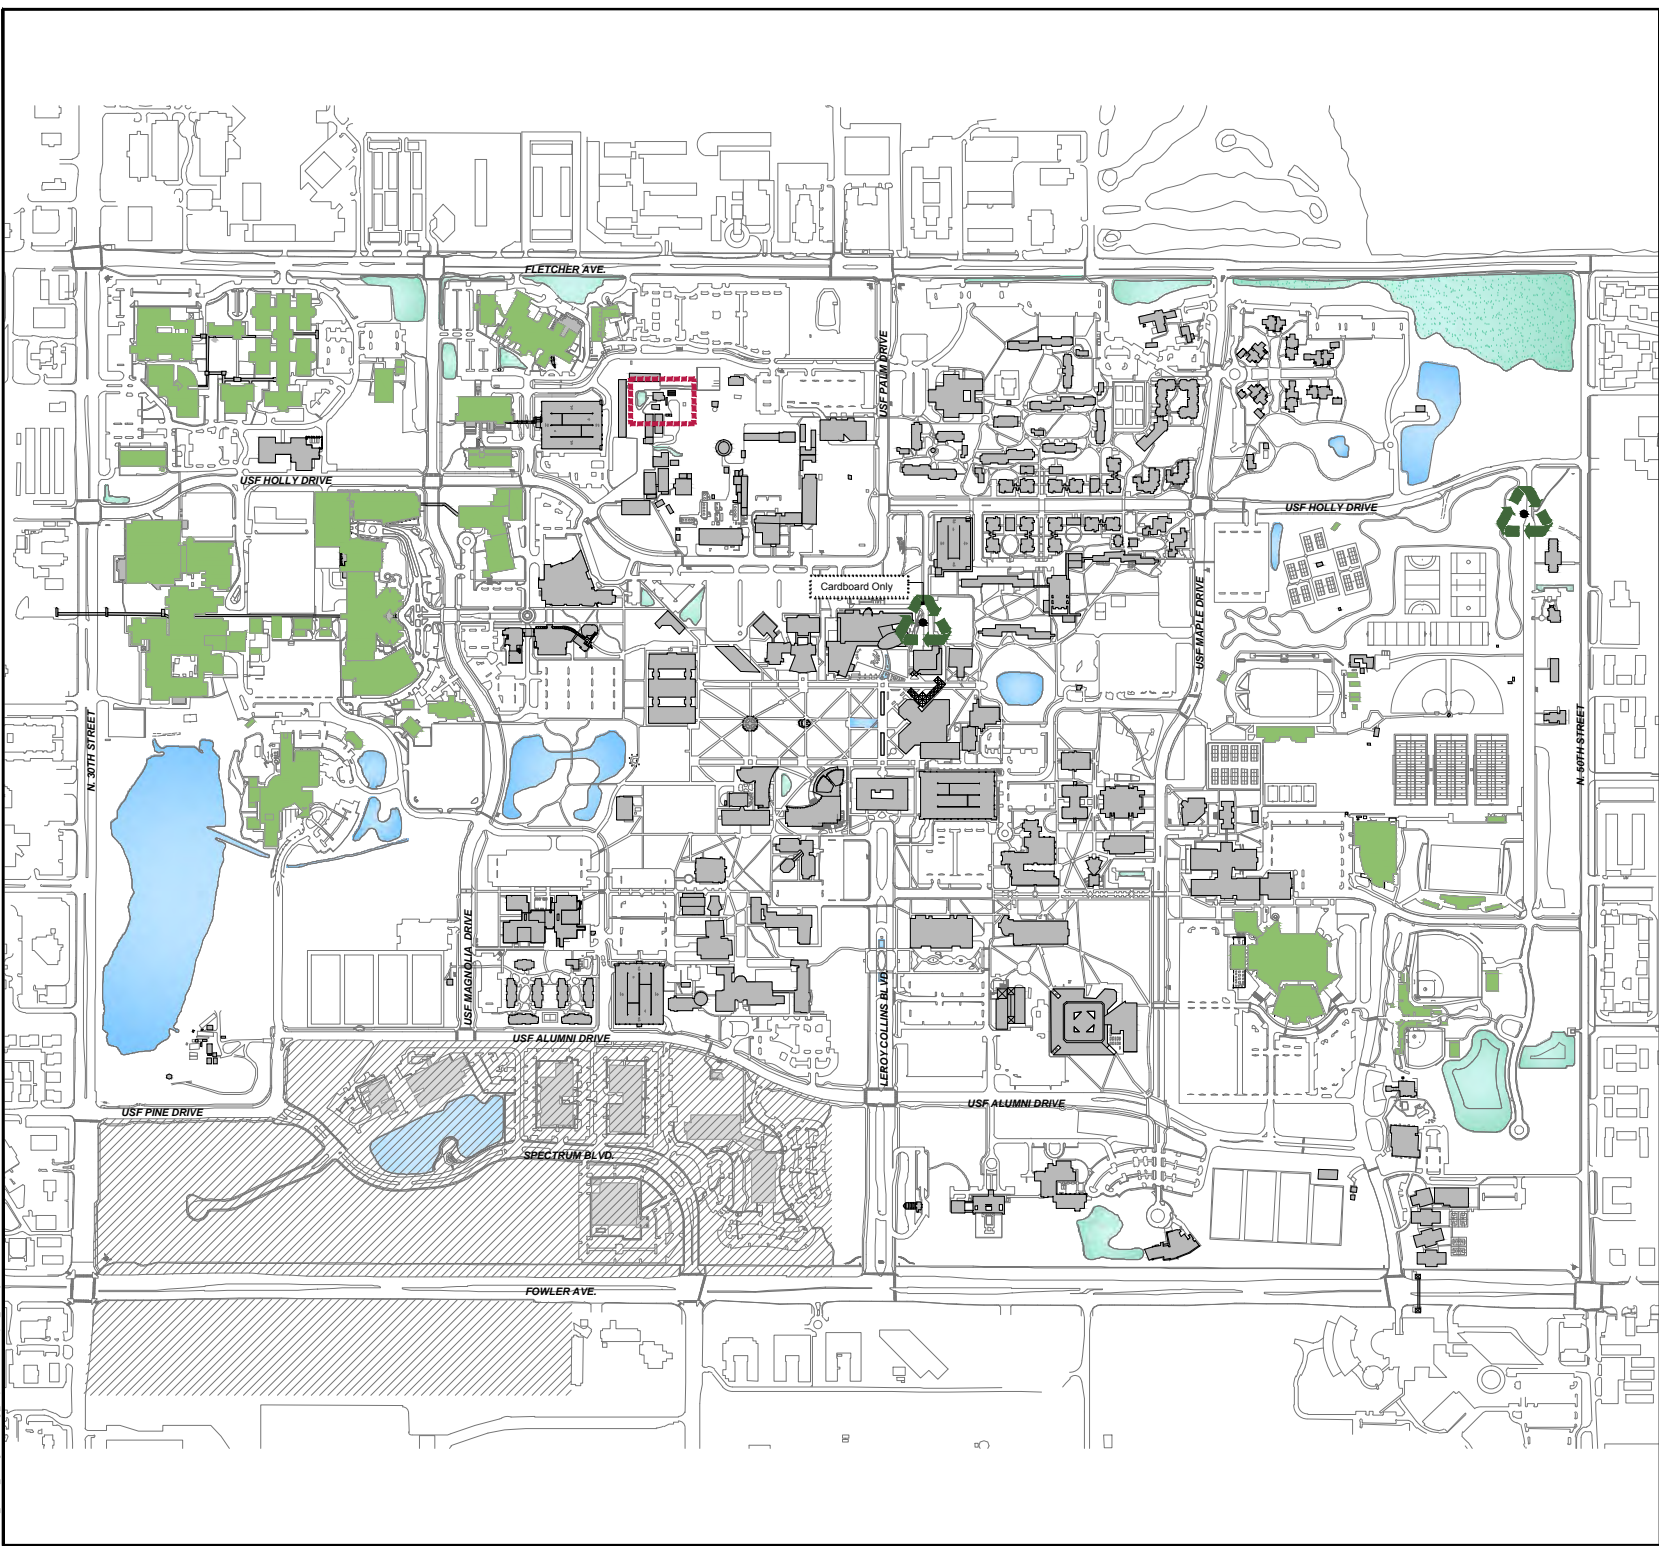 FLETCHER AVE.
USF PALM DRIVE
USF HOLLY DRIVE
USF HOLLY DRIVE
Cardboard Only
USF MAPLE DRIVE
N. 30TH STREET
N. 50TH STREET
USF MAGNOLIA DRIVE
LEROY COLLINS BLVD.
USF ALUMNI DRIVE
USF ALUMNI DRIVE
USF PINE DRIVE
SPECTRUM BLVD.
FOWLER AVE.